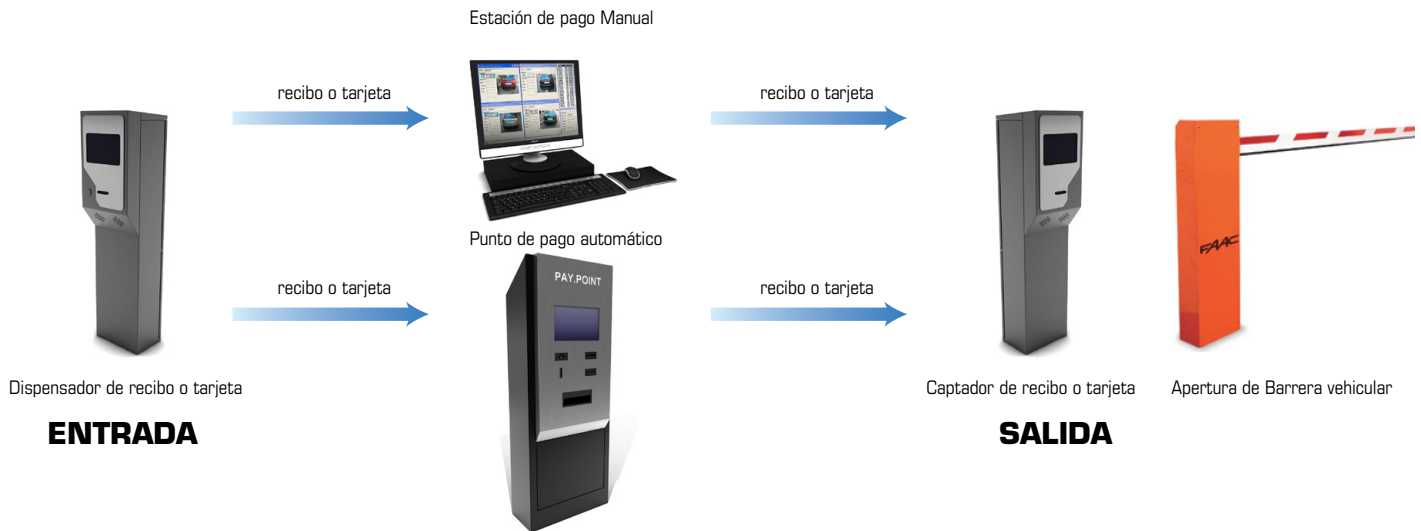 Estación de pago Manual
recibo o tarjeta
recibo o tarjeta
Punto de pago automático
PAY.POINT
recibo o tarjeta
recibo o tarjeta
FAAC
Dispensador de recibo o tarjeta
ENTRADA
Captador de recibo o tarjeta
SALIDA
Apertura de Barrera vehicular